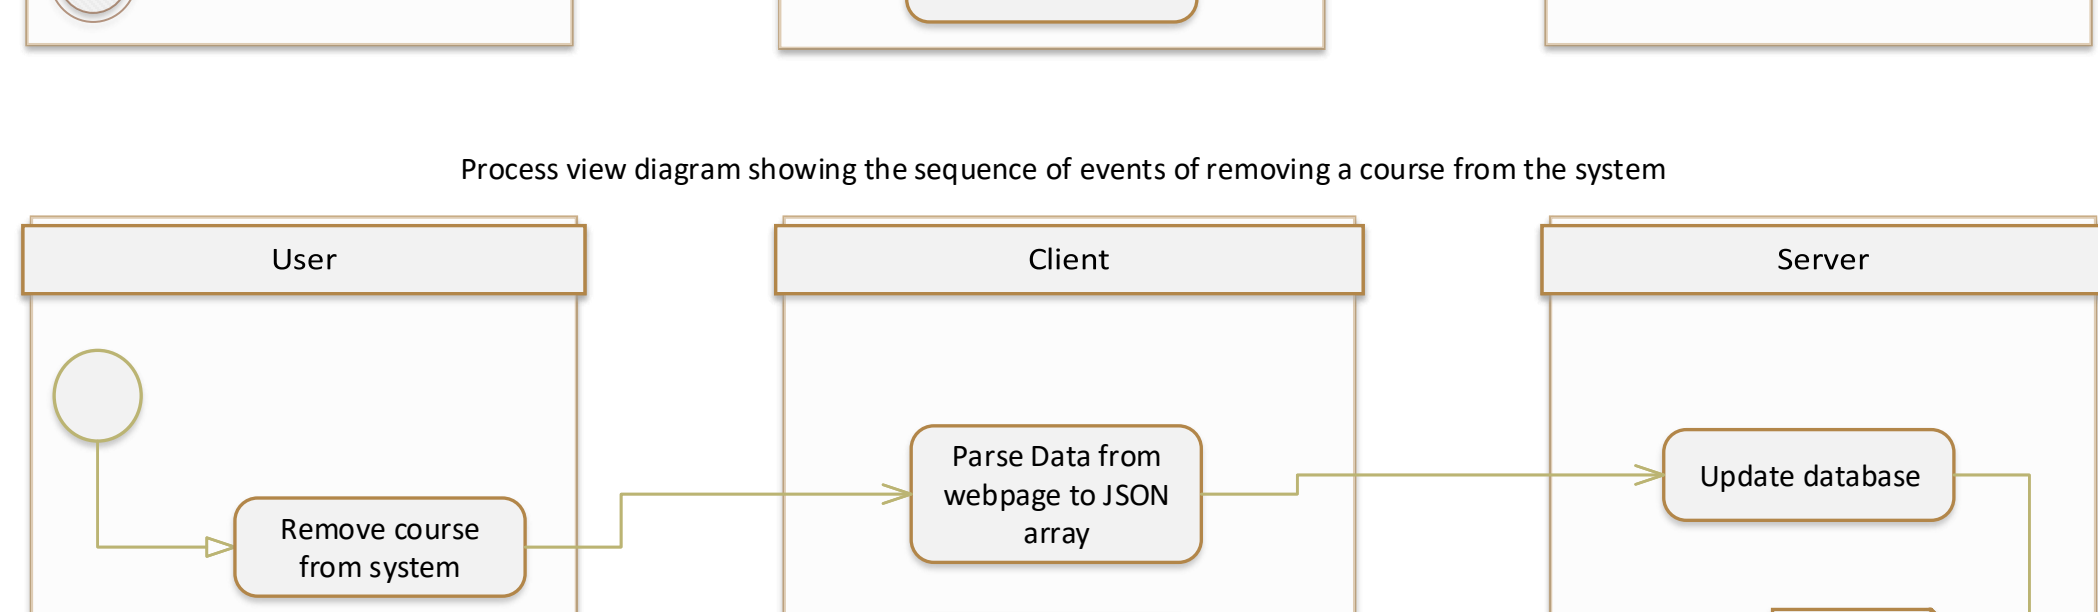 Process view diagram showing the sequence of events of removing a course from the system
User
Client
Server
Parse Data from
webpage to JSON
array
Update database
Remove course
from system